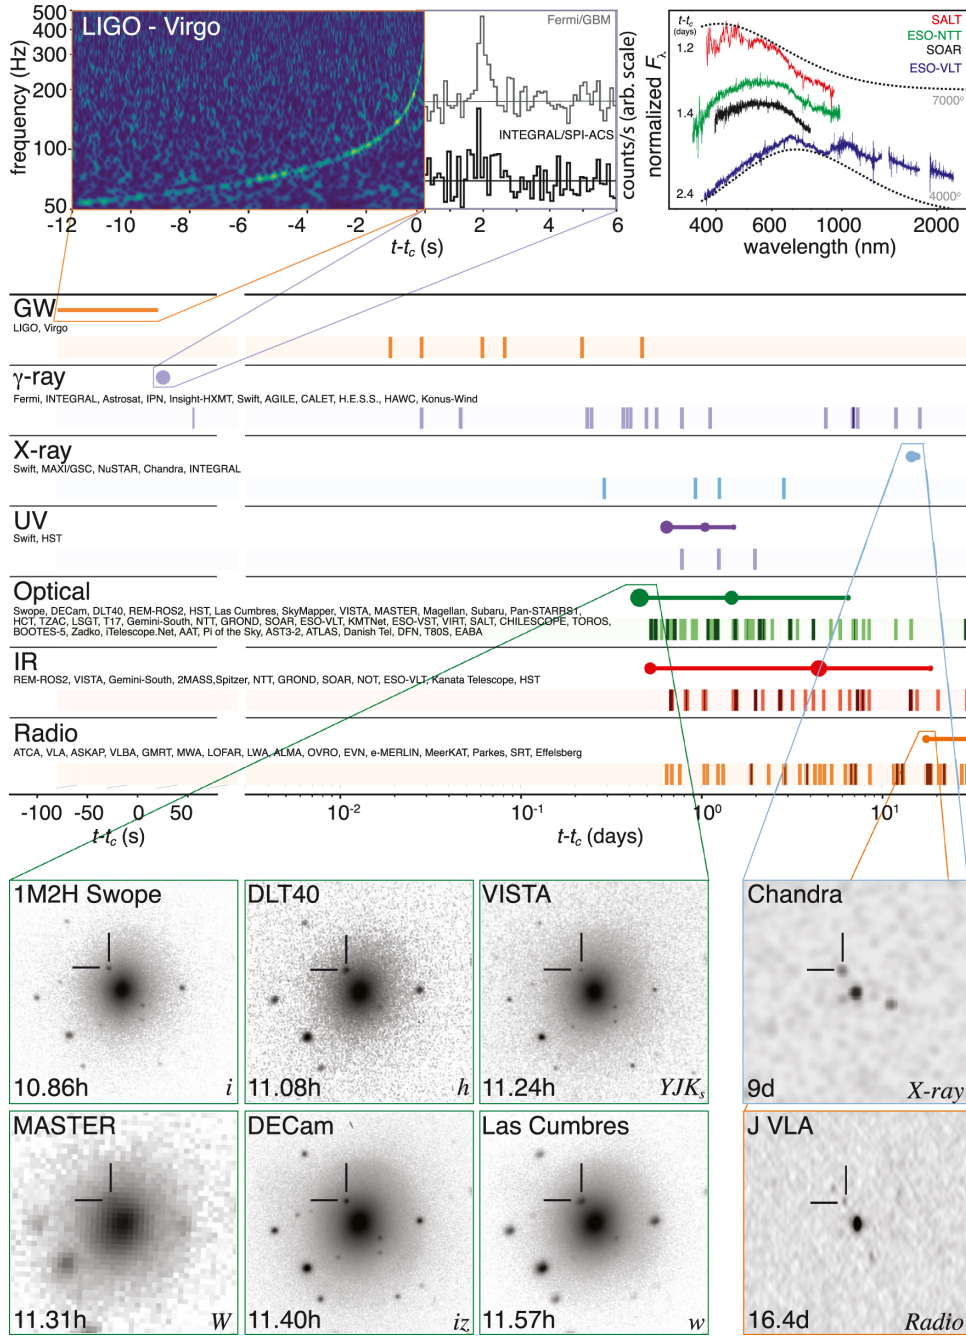 LIGO - Virgo
frequency (Hz)
500
400
300
200
100
50
-12 -10 -8 -6 -4 -2 0 2 4 6
t-tc (s)
Fermi/GBM
INTEGRAL/SPI-ACS
counts/s (arb. scale)
normalized Fλ
t-tc
(days)
1.2
1.4
2.4
SALT
ESO-NTT
SOAR
ESO-VLT
7000°
4000°
400 600 1000 2000
wavelength (nm)
GW
LIGO, Virgo
γ-ray
Fermi, INTEGRAL, Astrosat, IPN, Insight-HXMT, Swift, AGILE, CALET, H.E.S.S., HAWC, Konus-Wind
X-ray
Swift, MAXI/GSC, NuSTAR, Chandra, INTEGRAL
UV
Swift, HST
Optical
Swope, DECam, DLT40, REM-ROS2, HST, Las Cumbres, SkyMapper, VISTA, MASTER, Magellan, Subaru, Pan-STARRS1,
HCT, TZAC, LSGT, T17, Gemini-South, NTT, GROND, SOAR, ESO-VLT, KMTNet, ESO-VST, VIRT, SALT, CHILESCOPE, TOROS,
BOOTES-5, Zadko, iTelescope.Net, AAT, Pi of the Sky, AST3-2, ATLAS, Danish Tel, DFN, T80S, EABA
IR
REM-ROS2, VISTA, Gemini-South, 2MASS,Spitzer, NTT, GROND, SOAR, NOT, ESO-VLT, Kanata Telescope, HST
Radio
ATCA, VLA, ASKAP, VLBA, GMRT, MWA, LOFAR, LWA, ALMA, OVRO, EVN, e-MERLIN, MeerKAT, Parkes, SRT, Effelsberg
-100 -50 0 50 10⁻² 10⁻¹ 10⁰ 10¹
t-tc (s) t-tc (days)
1M2H Swope
10.86h i
DLT40
11.08h h
VISTA
11.24h YJKs
Chandra
9d X-ray
MASTER
11.31h W
DECam
11.40h iz
Las Cumbres
11.57h w
J VLA
16.4d Radio